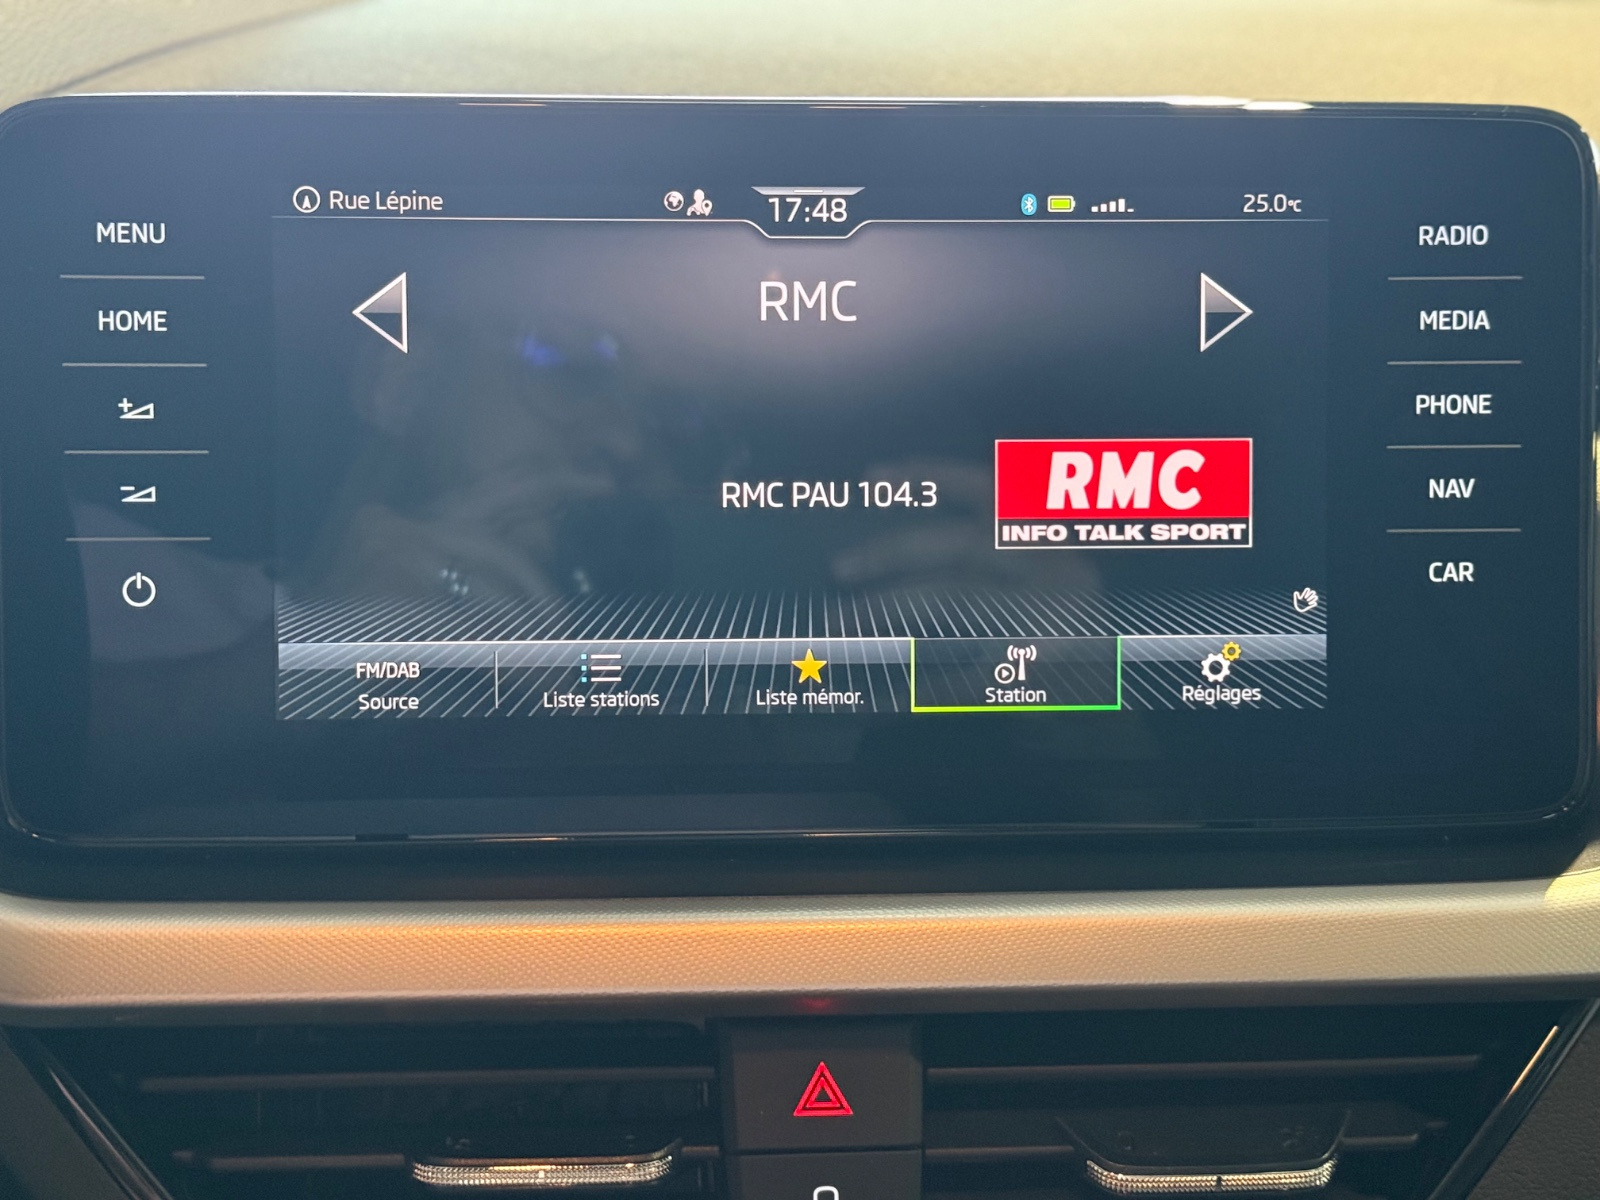 Rue Lépine
17:48
25.0°C
MENU
HOME
RADIO
MEDIA
PHONE
NAV
CAR
RMC
RMC PAU 104.3
RMC
INFO TALK SPORT
FM/DAB
Source
Liste stations
Liste mémor.
Station
Réglages